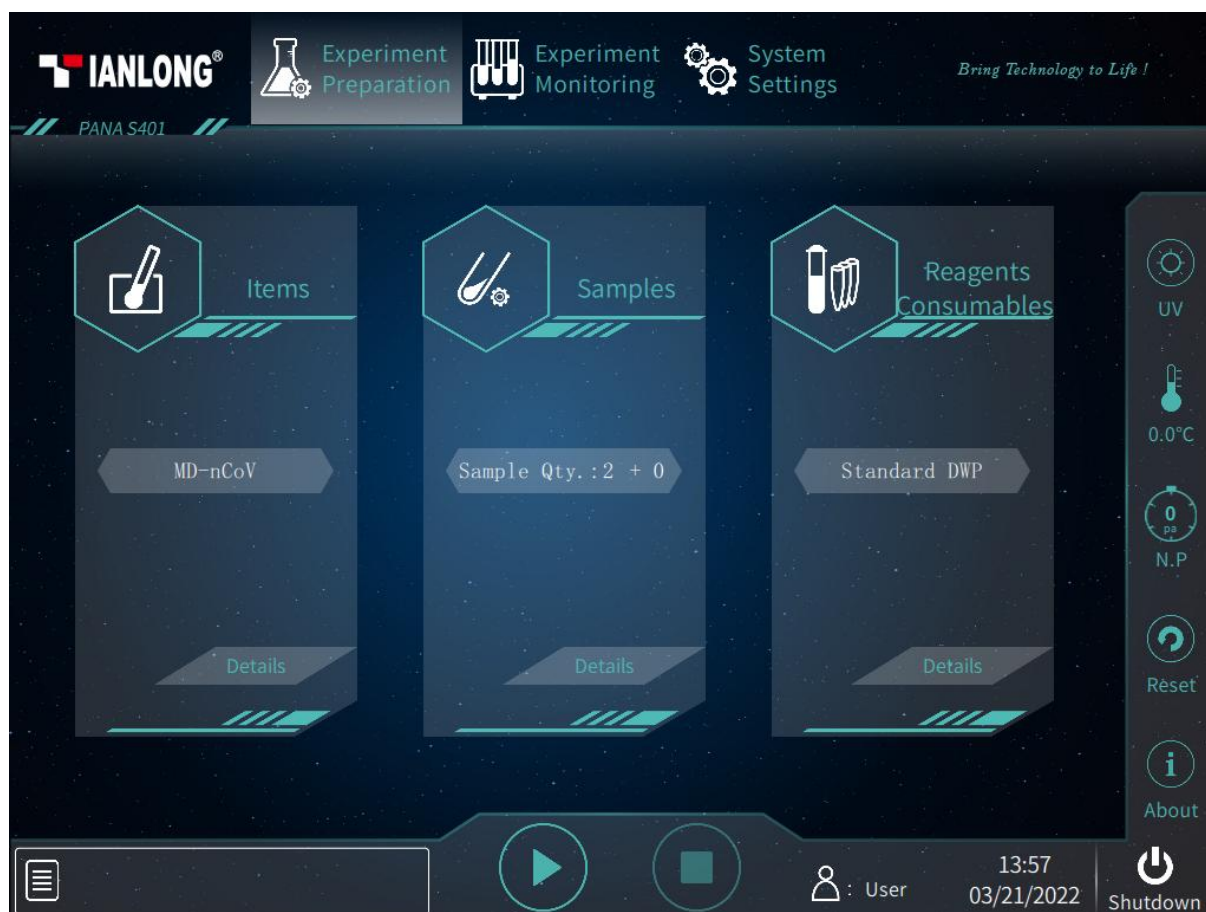 TIANLONG®
Experiment
Preparation
Experiment
Monitoring
System
Settings
Bring Technology to Life !
PANA S401
Items
Samples
Reagents
Consumables
UV
0.0°C
MD-nCoV
Sample Qty.:2 + 0
Standard DWP
0
pa
N.P
Details
Details
Details
Reset
i
About
: User
13:57
03/21/2022
Shutdown